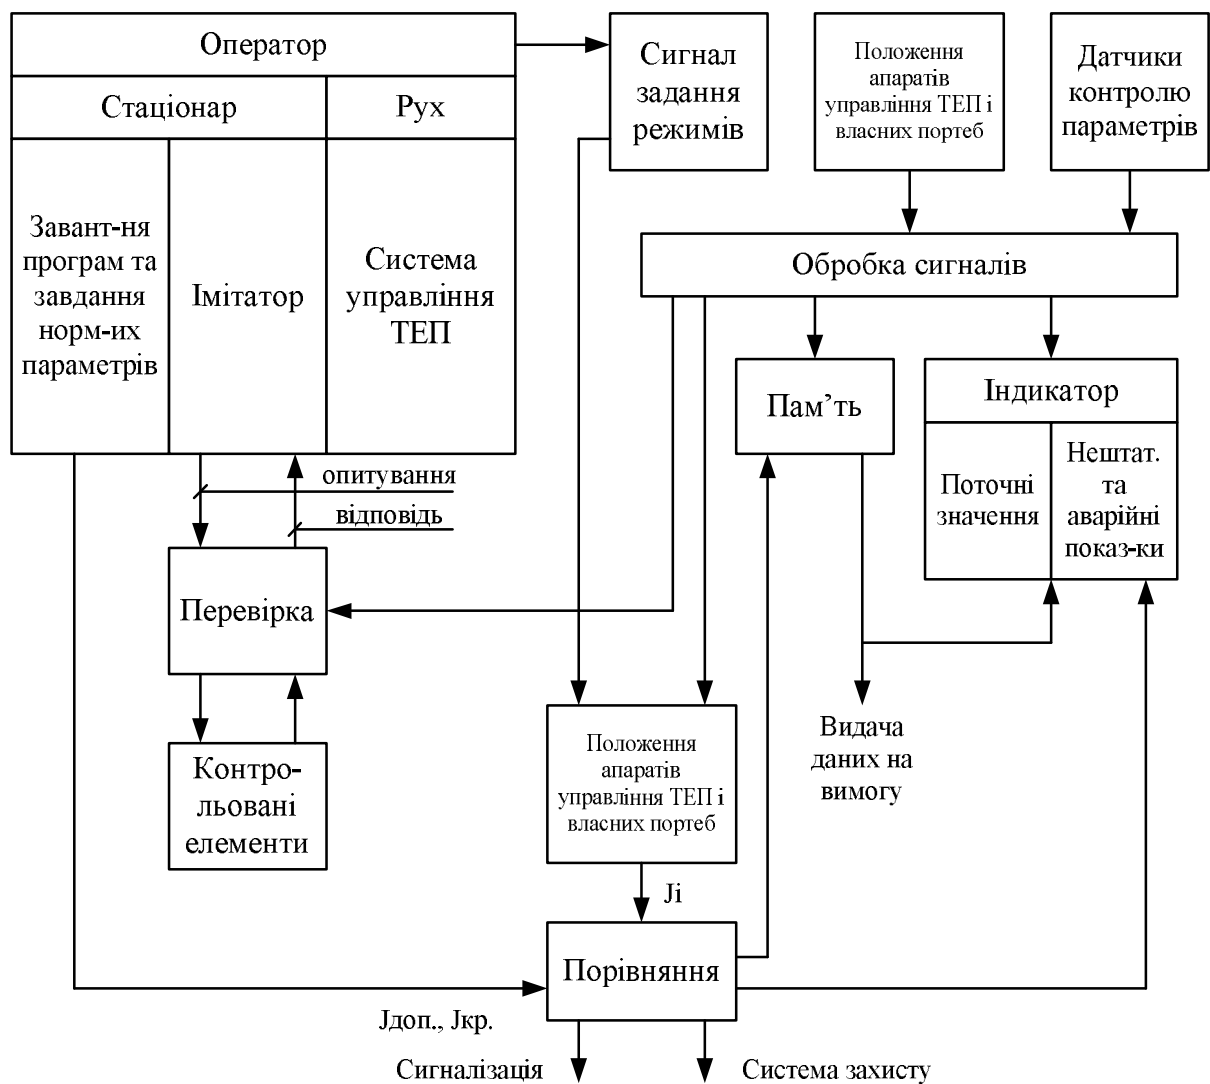 Оператор
Стаціонар
Рух
Завант-ня
програм та
завдання
норм-их
параметрів
Імітатор
Система
управління
ТЕП
Сигнал
задання
режимів
Положення
апаратів
управління ТЕП і
власних портеб
Датчики
контролю
параметрів
Обробка сигналів
Пам’ть
Індикатор
Поточні
значення
Нештат.
та
аварійні
показ-ки
опитування
відповідь
Перевірка
Контро-
льовані
елементи
Положення
апаратів
управління ТЕП і
власних портеб
Видача
даних на
вимогу
Jі
Порівняння
Jдоп., Jкр.
Сигналізація
Система захисту